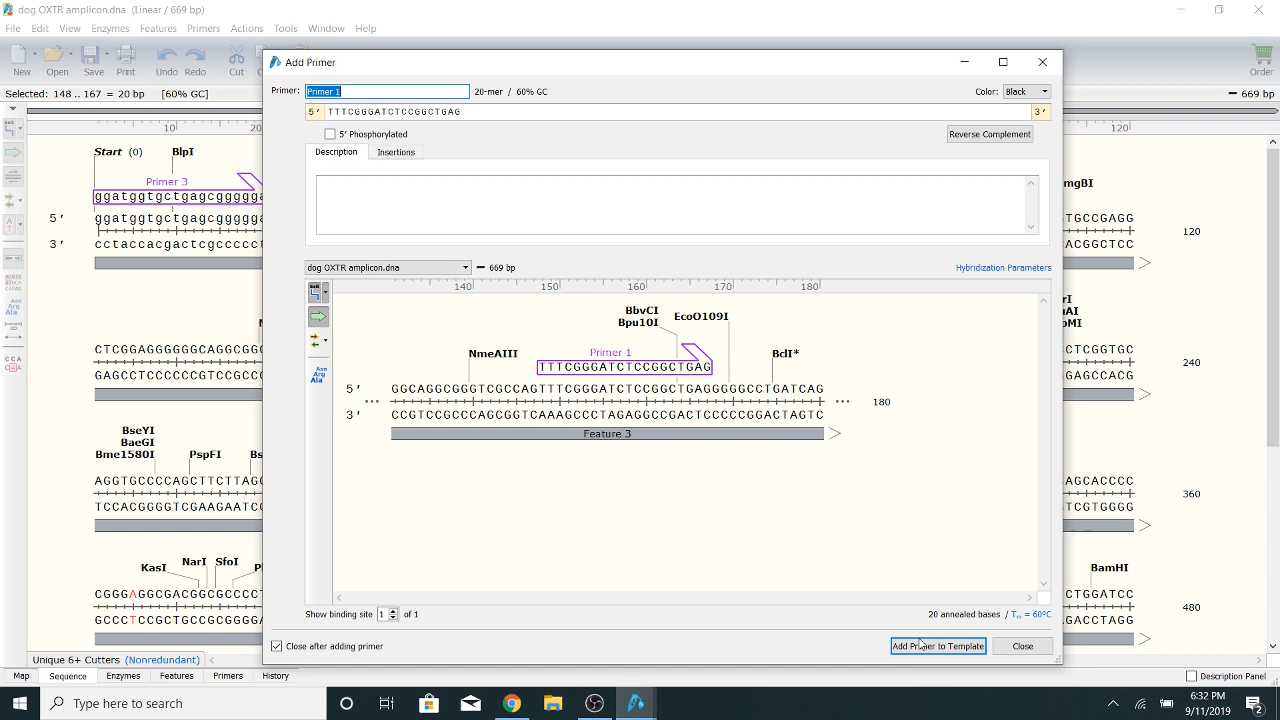 dog OXTR amplicon.dna  (Linear / 669 bp)
File Edit View Enzymes Features Primers Actions Tools Window Help
New Open Save Print Undo Redo Cut Order
Selected: 148 .. 167 = 20 bp [60% GC] 669 bp
10 120
Start (0) BlpI
Primer 3
ggatggtgctgagcggggga
5′ ggatggtgctgagcggggga TGCCGAGG
3′ cctaccacgactcgccccct ACGGCTCC
120
CTCGGAGGGGGCAGGCGGC CTCGGTGC
GAGCCTCCCCCGTCCGCC GAGCCACG
240
BseYI
BaeGI
Bme1580I PspFI
AGGTGCCCCAGCTTCTTAG AGCACCCC
TCCACGGGGTCGAAGAATC TCGTGGGG
360
KasI NarI SfoI BamHI
CGGGAGGCGACGGCGCCCC CTGGATCC
GCCCTCCGCTGCCGCGGGG GACCTAGG
480
Unique 6+ Cutters (Nonredundant)
Map Sequence Enzymes Features Primers History Description Panel
Add Primer
Primer: Primer 1 20-mer / 60% GC Color: Black
5′ TTTCGGGATCTCCGGCTGAG 3′
5′ Phosphorylated Reverse Complement
Description Insertions
dog OXTR amplicon.dna 669 bp Hybridization Parameters
140 150 160 170 180
BbvCI EcoO109I
Bpu10I
NmeAIII Primer 1 BclI*
TTTCGGGATCTCCGGCTGAG
5′ GGCAGGCGGGTCGCCAGTTTCGGGATCTCCGGCTGAGGGGGCCTGATCAG
••• ••• 180
3′ CCGTCCGCCCAGCGGTCAAAGCCCTAGAGGCCGACTCCCCCGGACTAGTC
Feature 3
Show binding site 1 of 1 20 annealed bases / Tm = 60°C
Close after adding primer Add Primer to Template Close
Type here to search
6:32 PM
9/11/2019
2